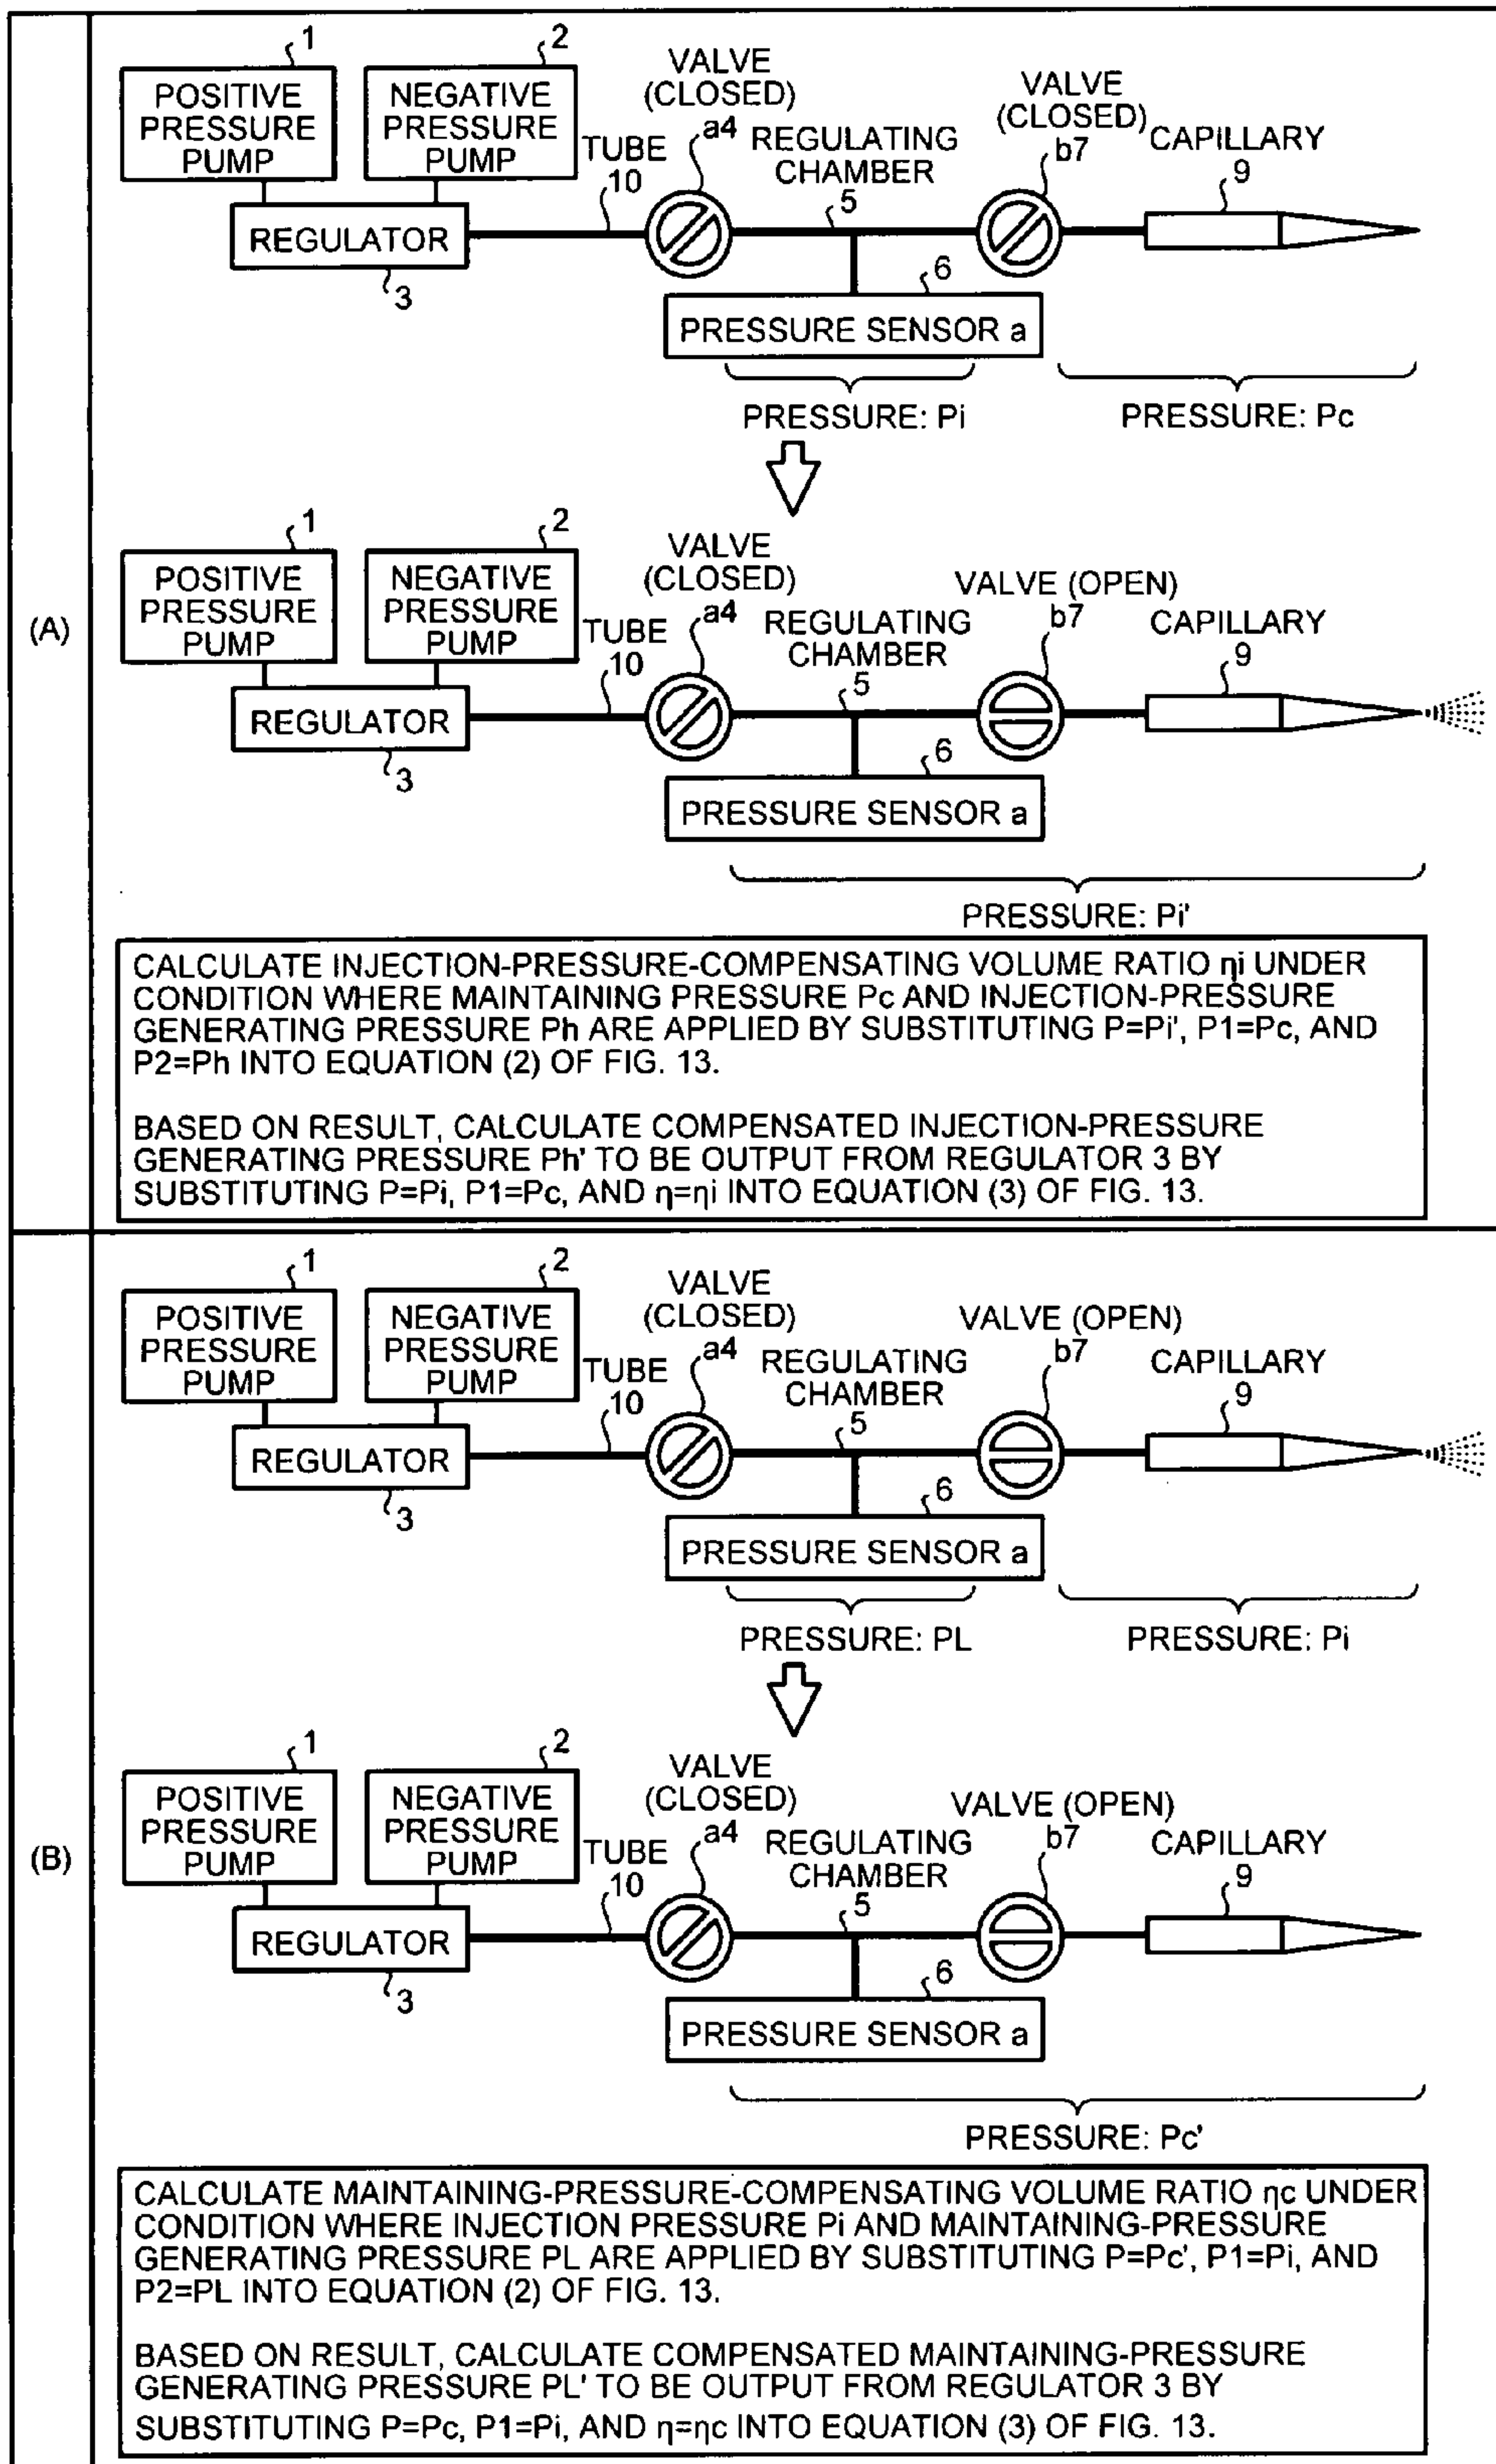 (A)
1
2
POSITIVE
PRESSURE
PUMP
NEGATIVE
PRESSURE
PUMP
VALVE
(CLOSED)
a4
TUBE
10
REGULATING
CHAMBER
5
VALVE
(CLOSED)
b7
CAPILLARY
9
REGULATOR
3
6
PRESSURE SENSOR a
PRESSURE: Pi
PRESSURE: Pc
1
2
POSITIVE
PRESSURE
PUMP
NEGATIVE
PRESSURE
PUMP
VALVE
(CLOSED)
a4
TUBE
10
REGULATING
CHAMBER
5
VALVE (OPEN)
b7
CAPILLARY
9
REGULATOR
3
6
PRESSURE SENSOR a
PRESSURE: Pi'
CALCULATE INJECTION-PRESSURE-COMPENSATING VOLUME RATIO ηi UNDER
CONDITION WHERE MAINTAINING PRESSURE Pc AND INJECTION-PRESSURE
GENERATING PRESSURE Ph ARE APPLIED BY SUBSTITUTING P=Pi', P1=Pc, AND
P2=Ph INTO EQUATION (2) OF FIG. 13.
BASED ON RESULT, CALCULATE COMPENSATED INJECTION-PRESSURE
GENERATING PRESSURE Ph' TO BE OUTPUT FROM REGULATOR 3 BY
SUBSTITUTING P=Pi, P1=Pc, AND η=ηi INTO EQUATION (3) OF FIG. 13.
(B)
1
2
POSITIVE
PRESSURE
PUMP
NEGATIVE
PRESSURE
PUMP
VALVE
(CLOSED)
a4
TUBE
10
REGULATING
CHAMBER
5
VALVE (OPEN)
b7
CAPILLARY
9
REGULATOR
3
6
PRESSURE SENSOR a
PRESSURE: PL
PRESSURE: Pi
1
2
POSITIVE
PRESSURE
PUMP
NEGATIVE
PRESSURE
PUMP
VALVE
(CLOSED)
a4
TUBE
10
REGULATING
CHAMBER
5
VALVE (OPEN)
b7
CAPILLARY
9
REGULATOR
3
6
PRESSURE SENSOR a
PRESSURE: Pc'
CALCULATE MAINTAINING-PRESSURE-COMPENSATING VOLUME RATIO ηc UNDER
CONDITION WHERE INJECTION PRESSURE Pi AND MAINTAINING-PRESSURE
GENERATING PRESSURE PL ARE APPLIED BY SUBSTITUTING P=Pc', P1=Pi, AND
P2=PL INTO EQUATION (2) OF FIG. 13.
BASED ON RESULT, CALCULATE COMPENSATED MAINTAINING-PRESSURE
GENERATING PRESSURE PL' TO BE OUTPUT FROM REGULATOR 3 BY
SUBSTITUTING P=Pc, P1=Pi, AND η=ηc INTO EQUATION (3) OF FIG. 13.